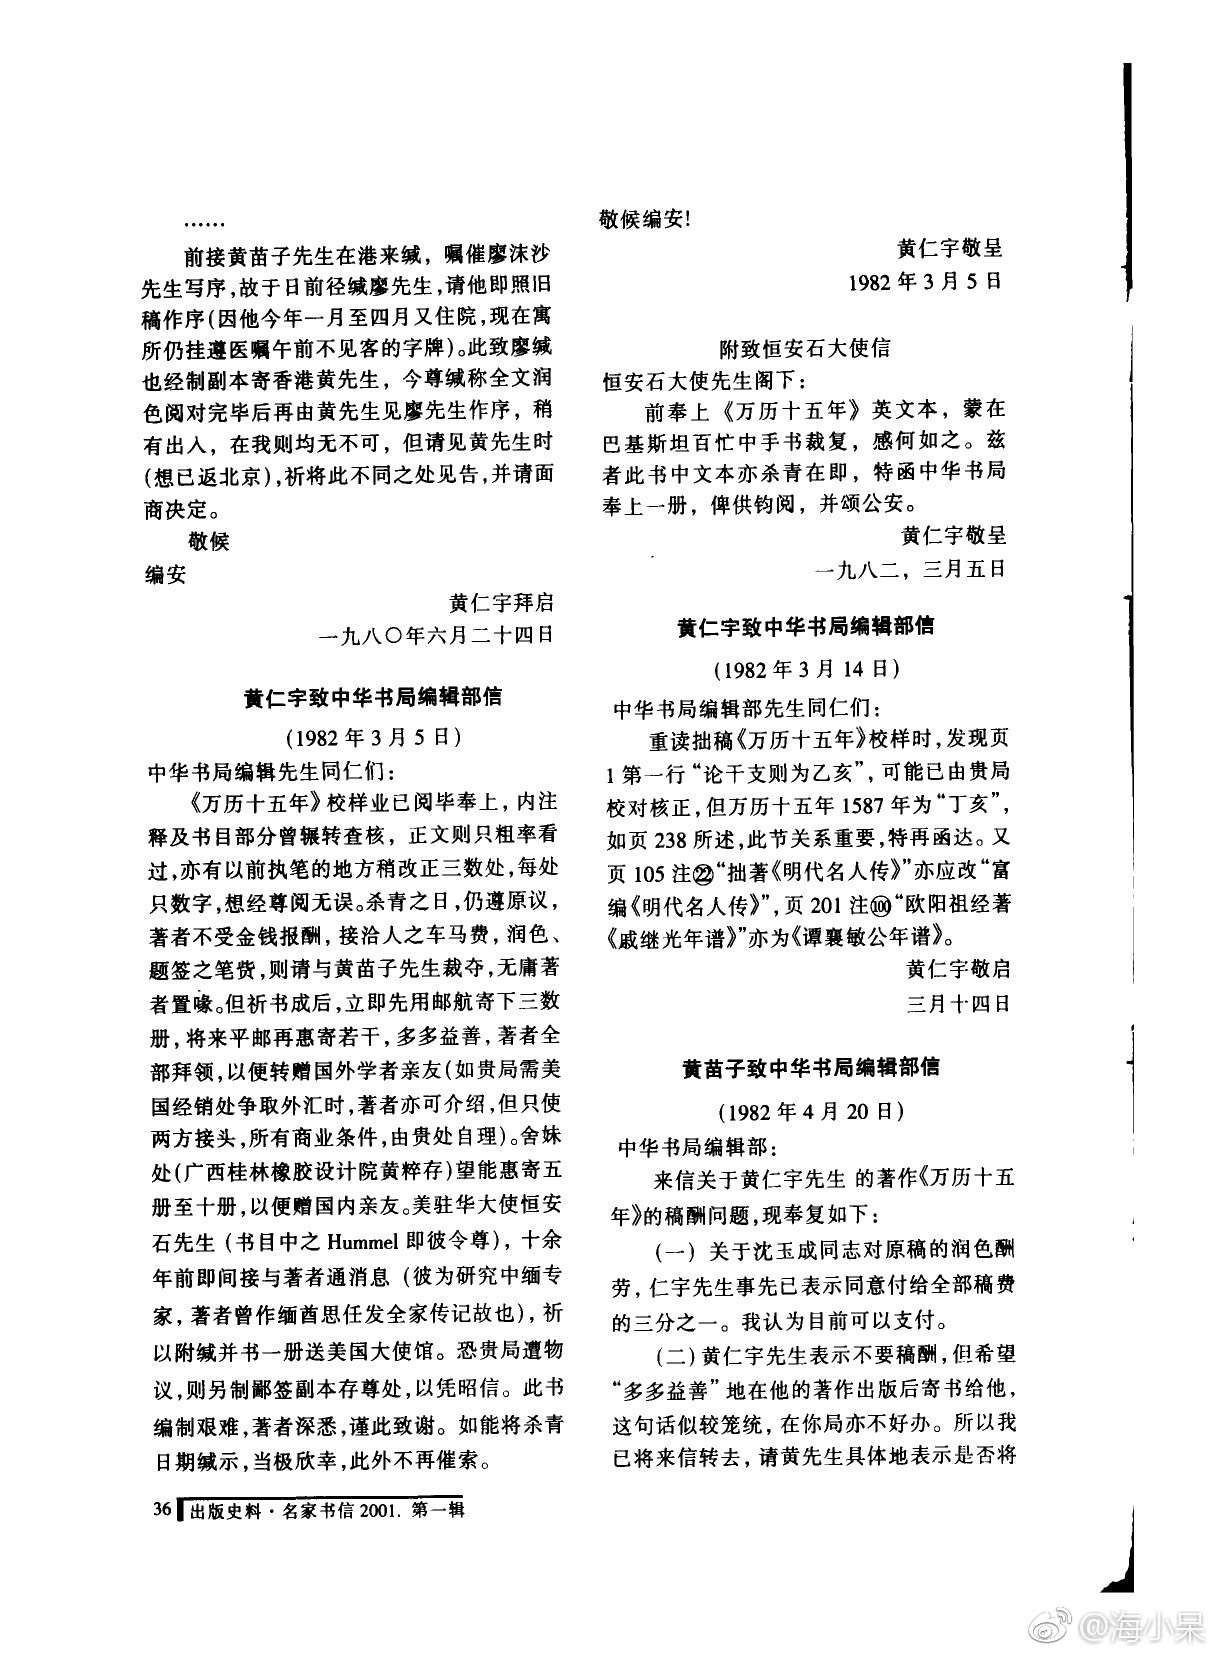 ……
前接黄苗子先生在港来缄，嘱催廖沫沙
先生写序，故于日前径缄廖先生，请他即照旧
稿作序(因他今年一月至四月又住院，现在寓
所仍挂遵医嘱午前不见客的字牌)。此致廖缄
也经制副本寄香港黄先生，今尊缄称全文润
色阅对完毕后再由黄先生见廖先生作序，稍
有出入，在我则均无不可，但请见黄先生时
(想已返北京)，祈将此不同之处见告，并请面
商决定。
敬候
编安
黄仁宇拜启
一九八〇年六月二十四日
黄仁宇致中华书局编辑部信
(1982年3月5日)
中华书局编辑先生同仁们：
《万历十五年》校样业已阅毕奉上，内注
释及书目部分曾辗转查核，正文则只粗率看
过，亦有以前执笔的地方稍改正三数处，每处
只数字，想经尊阅无误。杀青之日，仍遵原议，
著者不受金钱报酬，接洽人之车马费，润色、
题签之笔赀，则请与黄苗子先生裁夺，无庸著
者置喙。但祈书成后，立即先用邮航寄下三数
册，将来平邮再惠寄若干，多多益善，著者全
部拜领，以便转赠国外学者亲友(如贵局需美
国经销处争取外汇时，著者亦可介绍，但只使
两方接头，所有商业条件，由贵处自理)。舍妹
处(广西桂林橡胶设计院黄粹存)望能惠寄五
册至十册，以便赠国内亲友。美驻华大使恒安
石先生 (书目中之 Hummel 即彼令尊)，十余
年前即间接与著者通消息 (彼为研究中缅专
家，著者曾作缅酋思任发全家传记故也)，祈
以附缄并书一册送美国大使馆。恐贵局遭物
议，则另制鄙签副本存尊处，以凭昭信。此书
编制艰难，著者深悉，谨此致谢。如能将杀青
日期缄示，当极欣幸，此外不再催索。
敬候编安！
黄仁宇敬呈
1982年3月5日
附致恒安石大使信
恒安石大使先生阁下：
前奉上《万历十五年》英文本，蒙在
巴基斯坦百忙中手书裁复，感何如之。兹
者此书中文本亦杀青在即，特函中华书局
奉上一册，俾供钧阅，并颂公安。
黄仁宇敬呈
一九八二，三月五日
黄仁宇致中华书局编辑部信
(1982年3月14日)
中华书局编辑部先生同仁们：
重读拙稿《万历十五年》校样时，发现页
1第一行“论干支则为乙亥”，可能已由贵局
校对核正，但万历十五年1587年为“丁亥”，
如页238所述，此节关系重要，特再函达。又
页105注㉒“拙著《明代名人传》”亦应改“富
编《明代名人传》”，页201注⑩⓪“欧阳祖经著
《戚继光年谱》”亦为《谭襄敏公年谱》。
黄仁宇敬启
三月十四日
黄苗子致中华书局编辑部信
(1982年4月20日)
中华书局编辑部：
来信关于黄仁宇先生 的著作《万历十五
年》的稿酬问题，现奉复如下：
(一) 关于沈玉成同志对原稿的润色酬
劳，仁宇先生事先已表示同意付给全部稿费
的三分之一。我认为目前可以支付。
(二)黄仁宇先生表示不要稿酬，但希望
“多多益善”地在他的著作出版后寄书给他，
这句话似较笼统，在你局亦不好办。所以我
已将来信转去，请黄先生具体地表示是否将
36 出版史料·名家书信2001. 第一辑
@海小呆